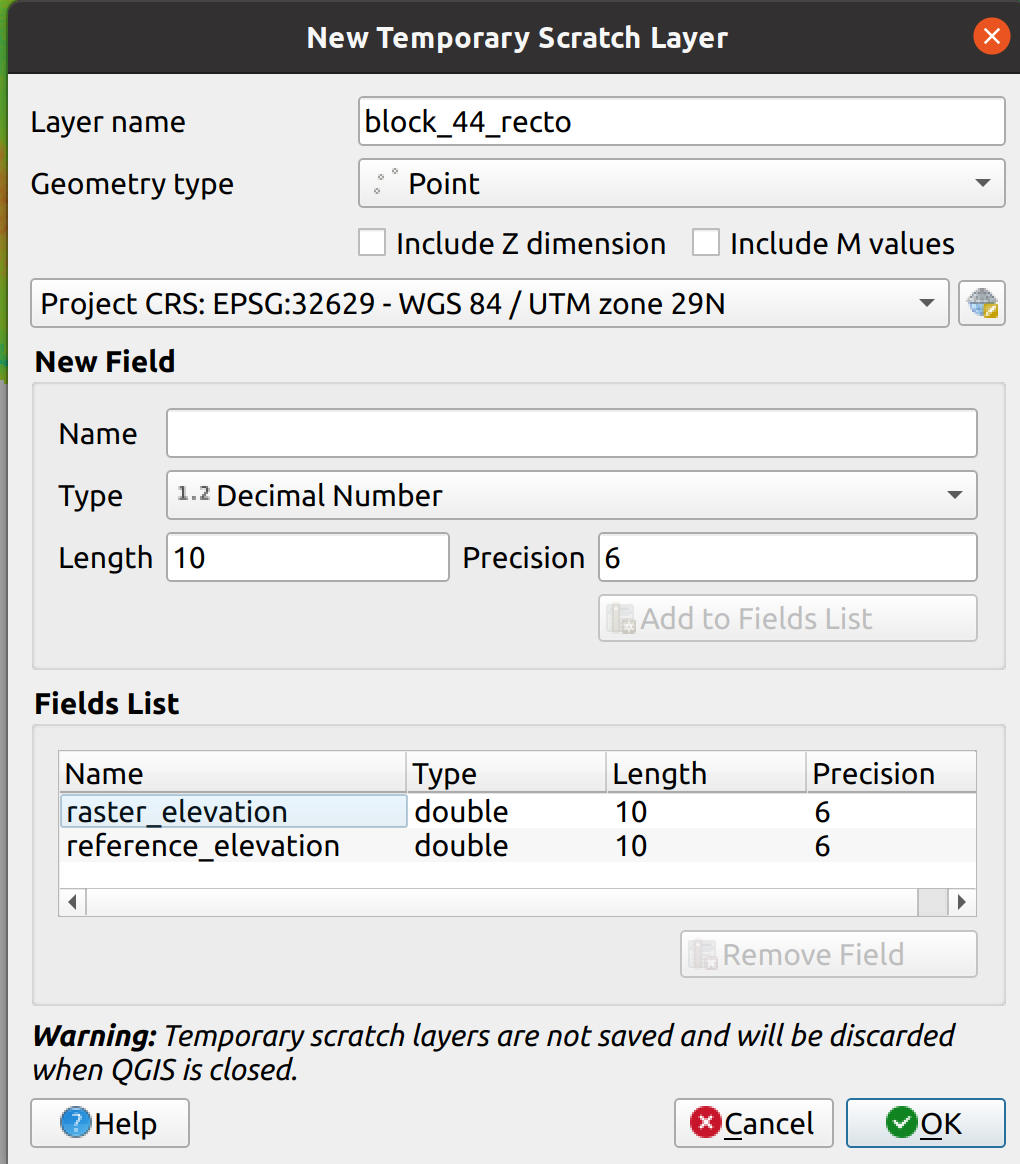 New Temporary Scratch Layer
Layer name block_44_recto
Geometry type Point
Include Z dimension Include M values
Project CRS: EPSG:32629 - WGS 84 / UTM zone 29N
New Field
Name
Type 1.2 Decimal Number
Length 10 Precision 6
Add to Fields List
Fields List
Name Type Length Precision
raster_elevation double 10 6
reference_elevation double 10 6
Remove Field
Warning: Temporary scratch layers are not saved and will be discarded
when QGIS is closed.
Help Cancel OK